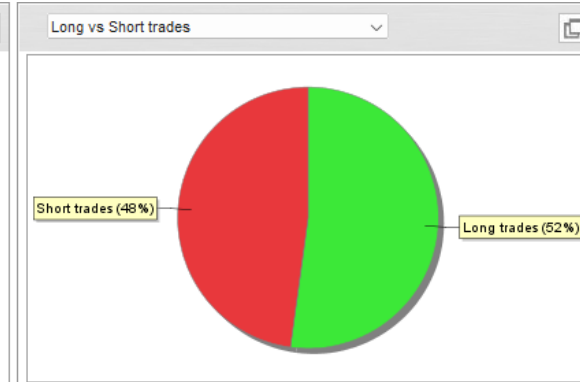 Long vs Short trades
Short trades (48%)
Long trades (52%)